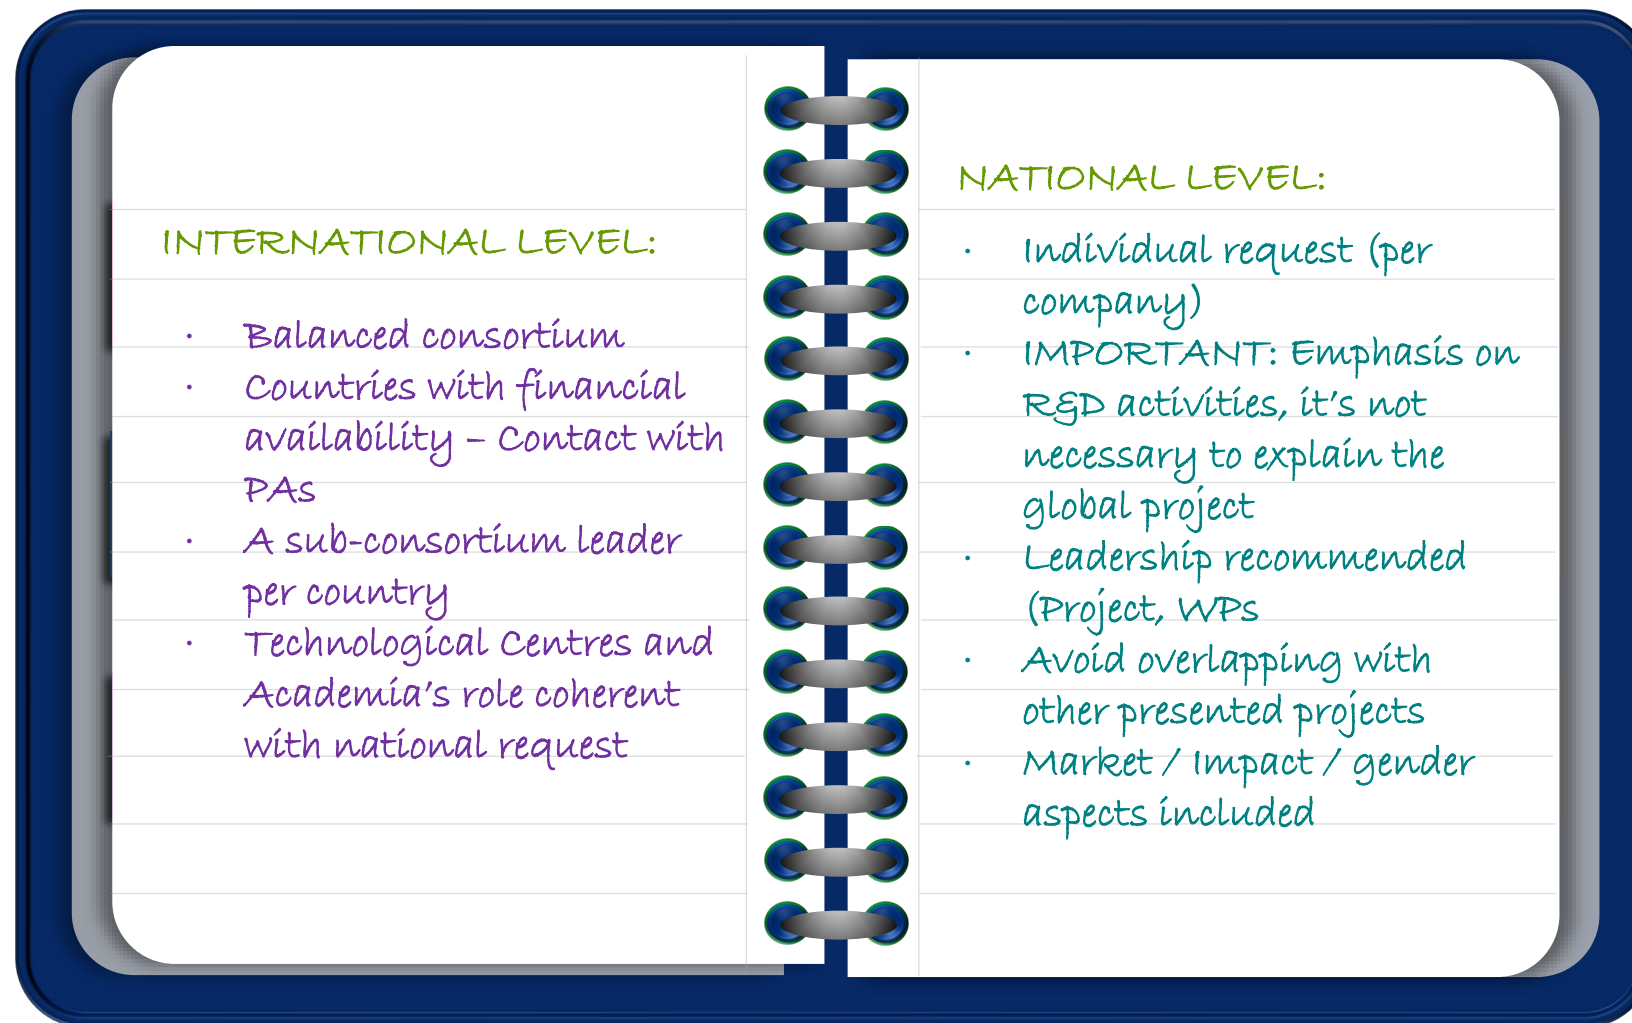 INTERNATIONAL LEVEL:
· Balanced consortium
· Countries with financial
availability – Contact with
PAs
· A sub-consortium leader
per country
· Technological Centres and
Academia's role coherent
with national request
NATIONAL LEVEL:
· Individual request (per
company)
· IMPORTANT: Emphasis on
R&D activities, it's not
necessary to explain the
global project
· Leadership recommended
(Project, WPs
· Avoid overlapping with
other presented projects
· Market / Impact / gender
aspects included